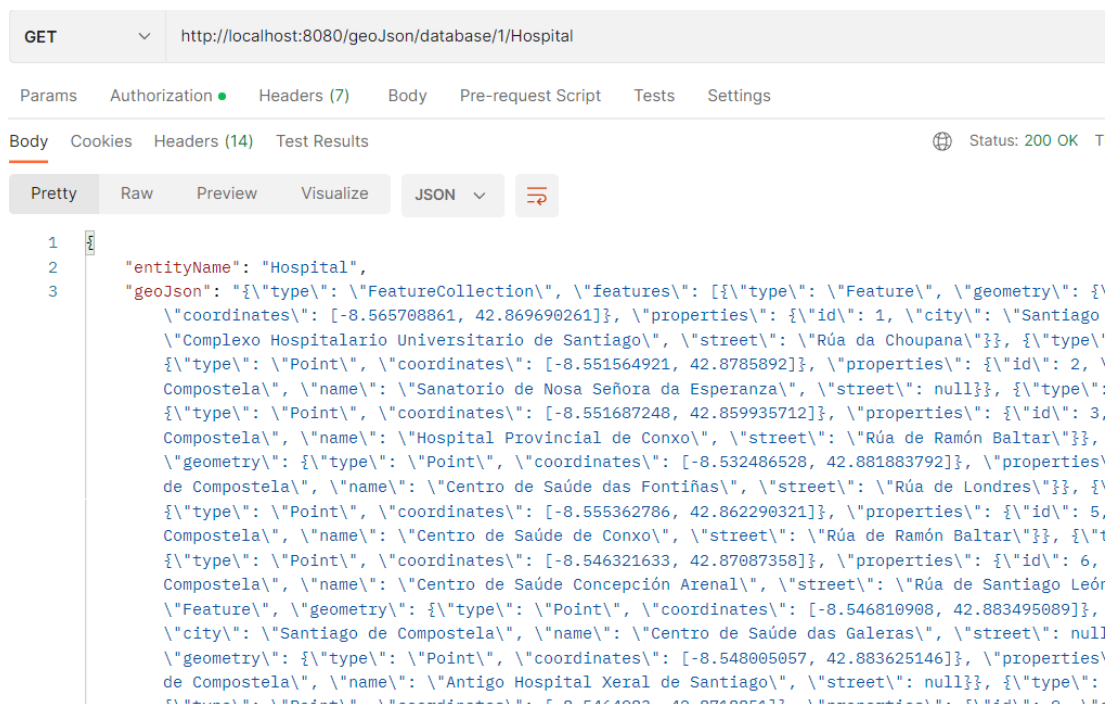 GET http://localhost:8080/geoJson/database/1/Hospital
Params Authorization Headers (7) Body Pre-request Script Tests Settings
Body Cookies Headers (14) Test Results Status: 200 OK T
Pretty Raw Preview Visualize JSON
1 {
2 "entityName": "Hospital",
3 "geoJson": "{\"type\": \"FeatureCollection\", \"features\": [{\"type\": \"Feature\", \"geometry\": {\
\"coordinates\": [-8.565708861, 42.869690261]}, \"properties\": {\"id\": 1, \"city\": \"Santiago
\"Complexo Hospitalario Universitario de Santiago\", \"street\": \"Rúa da Choupana\"}}, {\"type\"
{\"type\": \"Point\", \"coordinates\": [-8.551564921, 42.8785892]}, \"properties\": {\"id\": 2, \
Compostela\", \"name\": \"Sanatorio de Nosa Señora da Esperanza\", \"street\": null}}, {\"type\":
{\"type\": \"Point\", \"coordinates\": [-8.551687248, 42.859935712]}, \"properties\": {\"id\": 3,
Compostela\", \"name\": \"Hospital Provincial de Conxo\", \"street\": \"Rúa de Ramón Baltar\"}},
\"geometry\": {\"type\": \"Point\", \"coordinates\": [-8.532486528, 42.881883792]}, \"properties\
de Compostela\", \"name\": \"Centro de Saúde das Fontiñas\", \"street\": \"Rúa de Londres\"}}, {\
{\"type\": \"Point\", \"coordinates\": [-8.555362786, 42.862290321]}, \"properties\": {\"id\": 5,
Compostela\", \"name\": \"Centro de Saúde de Conxo\", \"street\": \"Rúa de Ramón Baltar\"}}, {\"t
{\"type\": \"Point\", \"coordinates\": [-8.546321633, 42.87087358]}, \"properties\": {\"id\": 6,
Compostela\", \"name\": \"Centro de Saúde Concepción Arenal\", \"street\": \"Rúa de Santiago León
\"Feature\", \"geometry\": {\"type\": \"Point\", \"coordinates\": [-8.546810908, 42.883495089]},
\"city\": \"Santiago de Compostela\", \"name\": \"Centro de Saúde das Galeras\", \"street\": null
\"geometry\": {\"type\": \"Point\", \"coordinates\": [-8.548005057, 42.883625146]}, \"properties\
de Compostela\", \"name\": \"Antigo Hospital Xeral de Santiago\", \"street\": null}}, {\"type\":